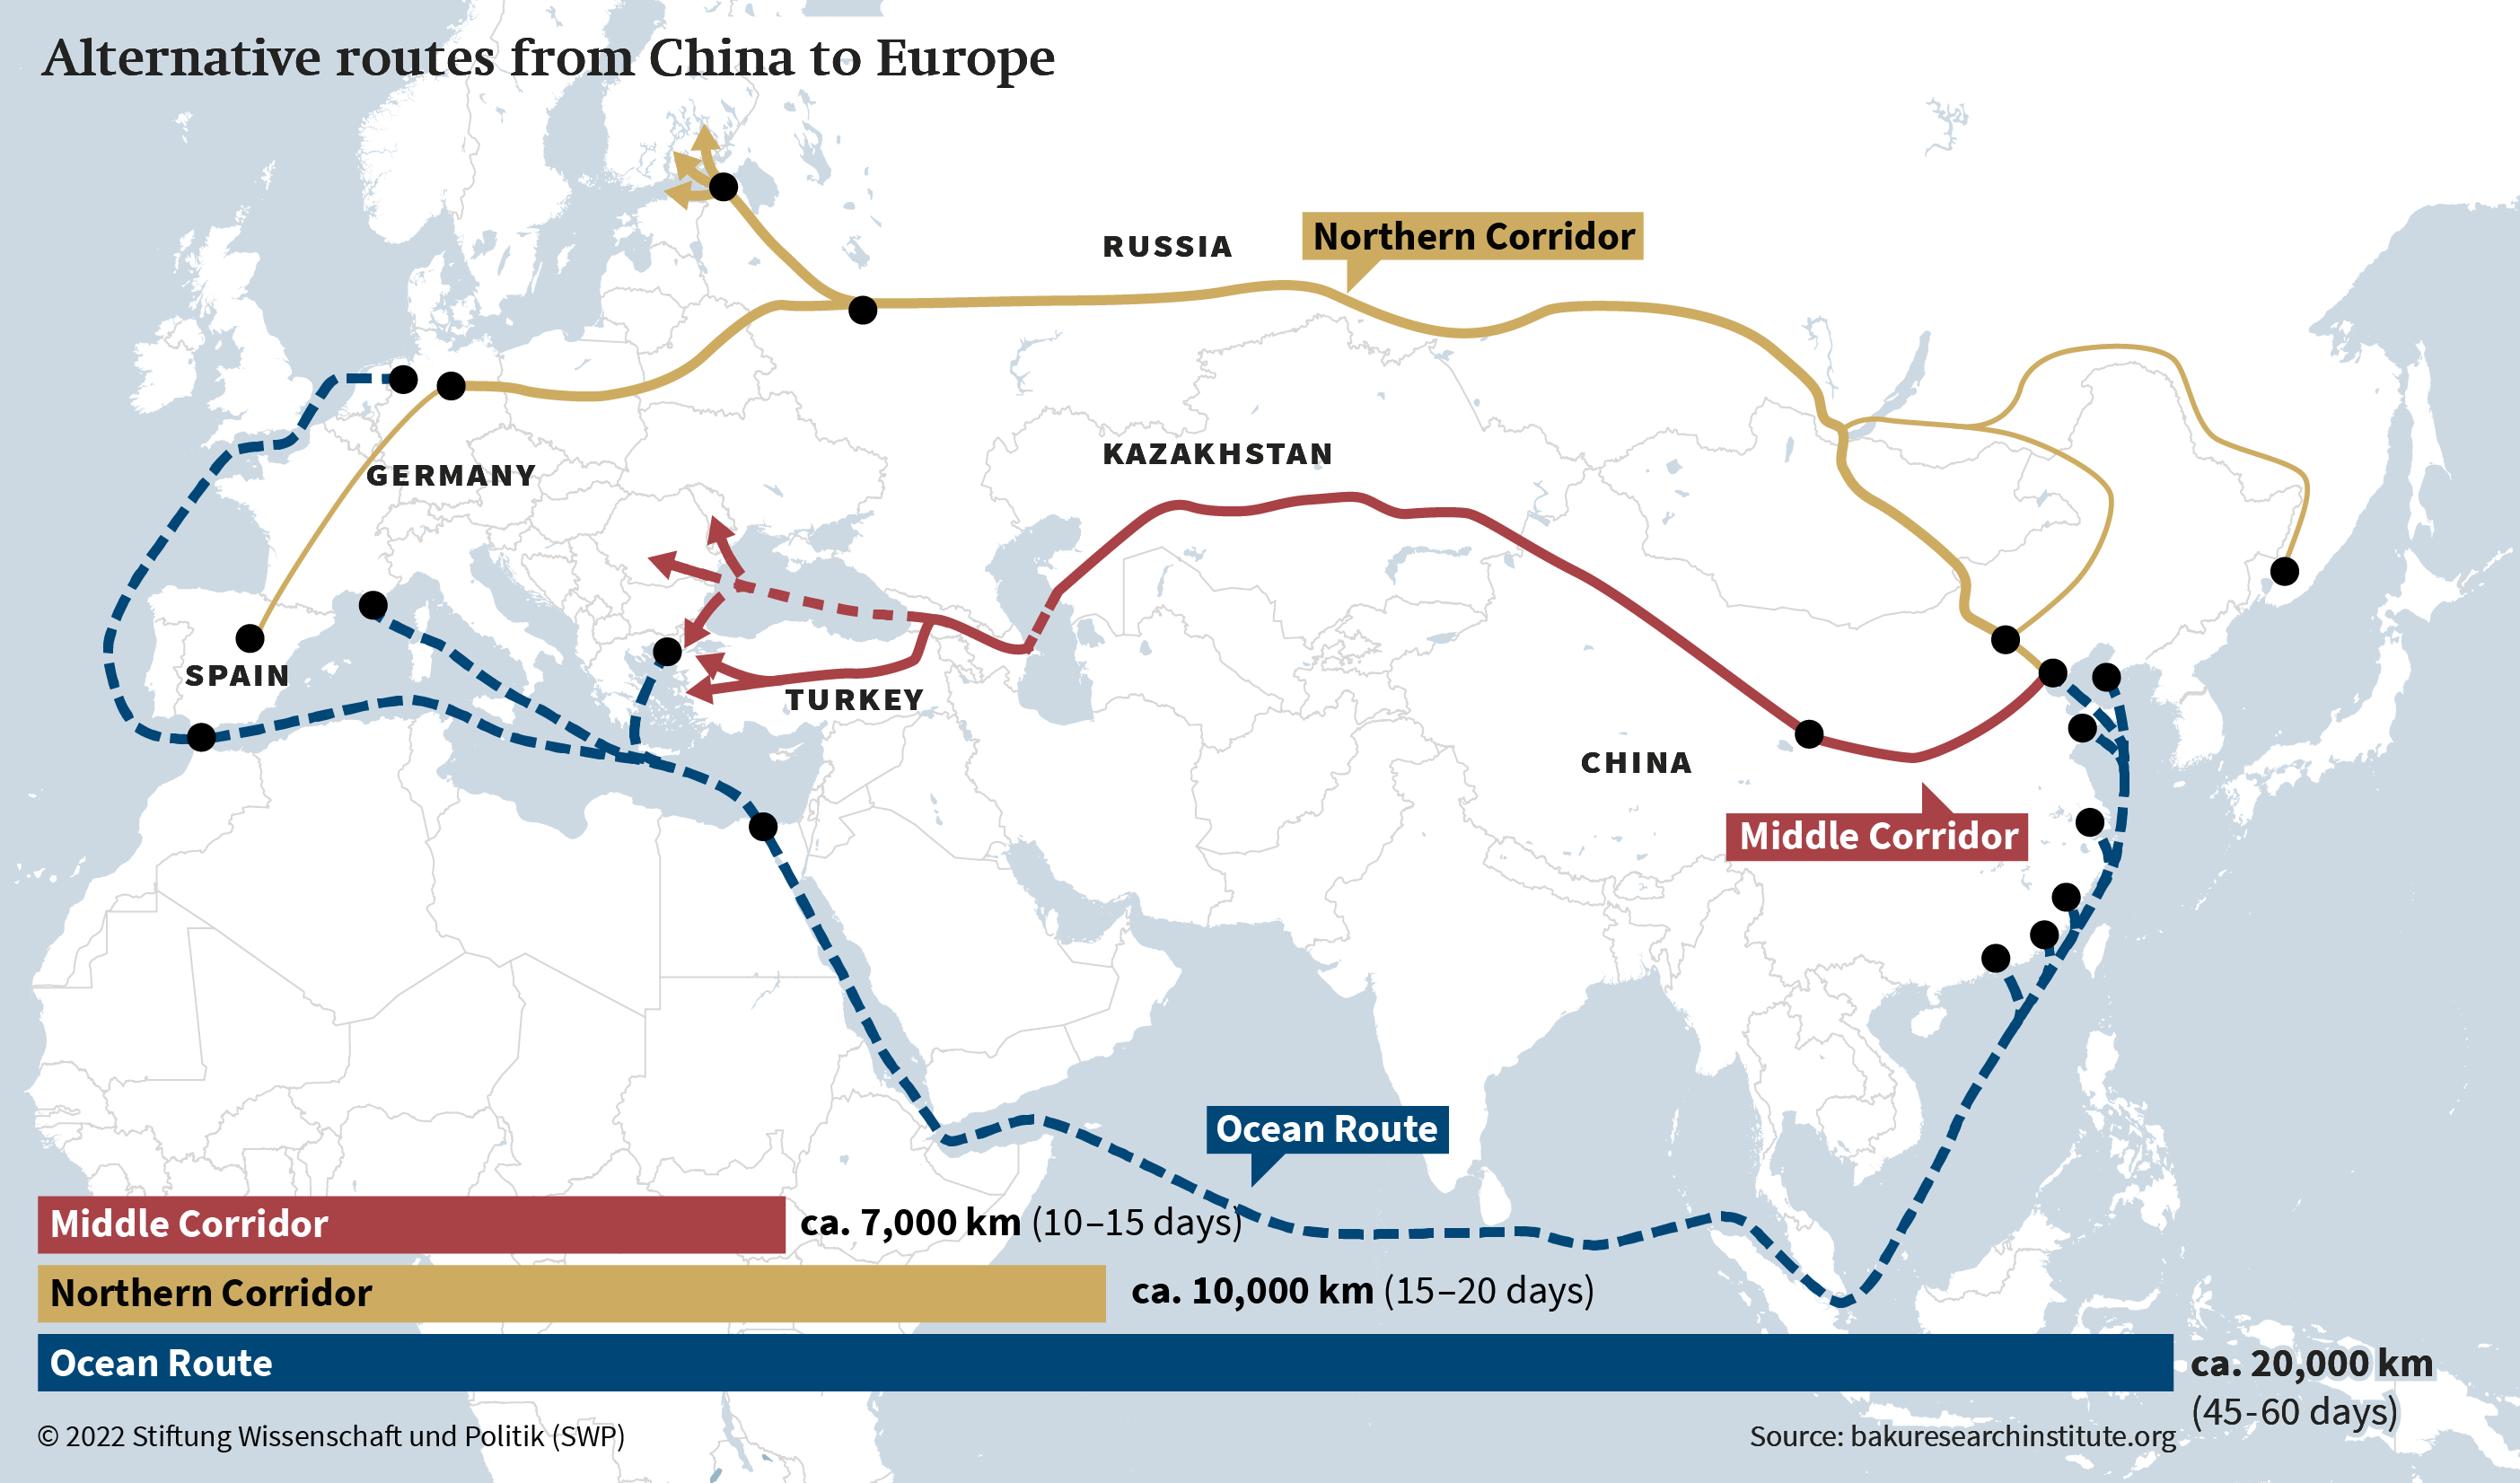 Alternative routes from China to Europe
RUSSIA
Northern Corridor
KAZAKHSTAN
GERMANY
SPAIN
TURKEY
CHINA
Middle Corridor
Ocean Route
Middle Corridor
ca. 7,000 km (10–15 days)
Northern Corridor
ca. 10,000 km (15–20 days)
Ocean Route
ca. 20,000 km
(45-60 days)
© 2022 Stiftung Wissenschaft und Politik (SWP)
Source: bakuresearchinstitute.org